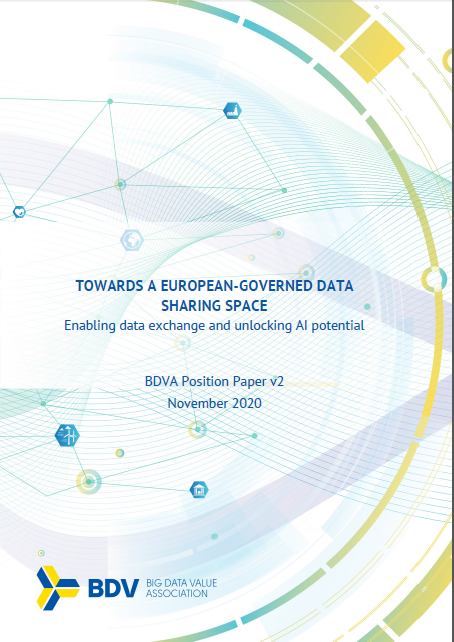 TOWARDS A EUROPEAN-GOVERNED DATA
SHARING SPACE
Enabling data exchange and unlocking AI potential
BDVA Position Paper v2
November 2020
BDV BIG DATA VALUE
ASSOCIATION